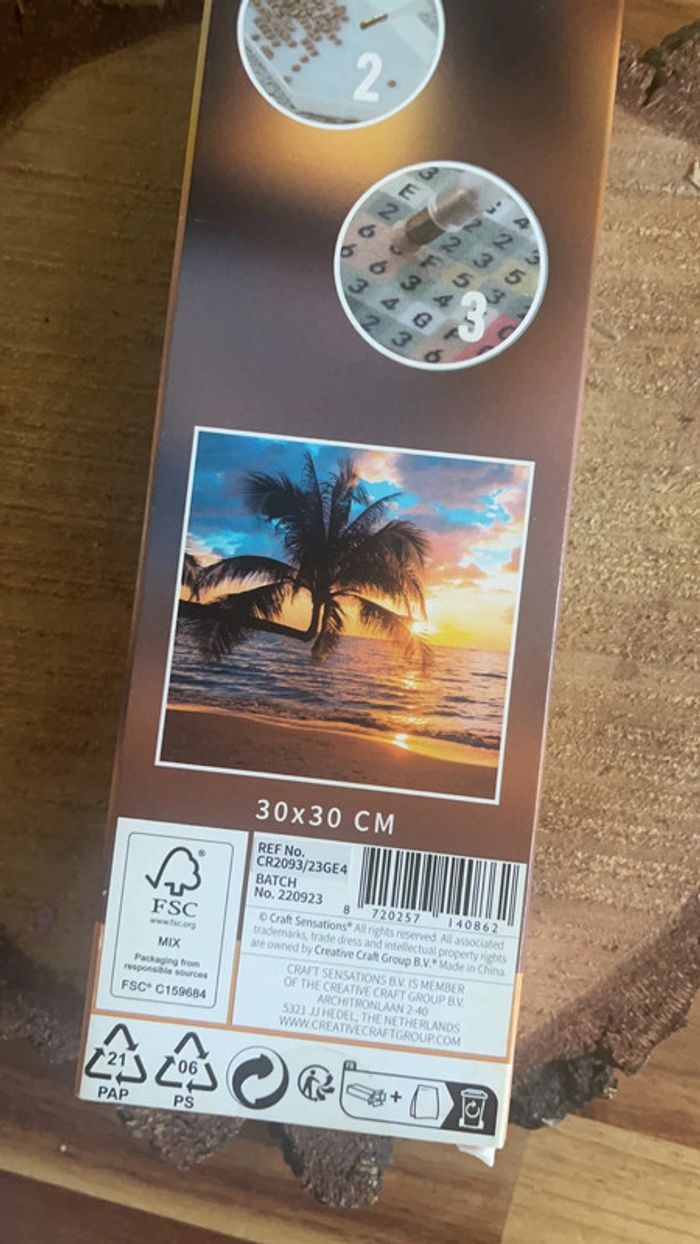 2
3
30x30 CM
FSC®
www.fsc.org
MIX
Packaging from
responsible sources
FSC® C159684
REF No.
CR2093/23GE4
BATCH
No. 220923
8 720257 140862
© Craft Sensations® All rights reserved. All associated
trademarks, trade dress and intellectual property rights
are owned by Creative Craft Group B.V.® Made in China.
CRAFT SENSATIONS B.V. IS MEMBER
OF THE CREATIVE CRAFT GROUP B.V.
ARCHITRONLAAN 2-40
5321 JJ HEDEL, THE NETHERLANDS
WWW.CREATIVECRAFTGROUP.COM
21
PAP
06
PS
+